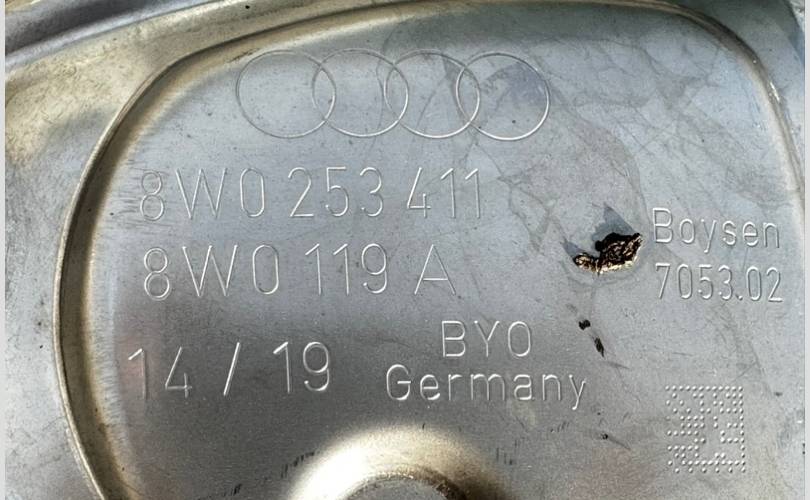 8W0 253 411
8W0 119 A
Boysen
7053.02
14 / 19
BYO
Germany